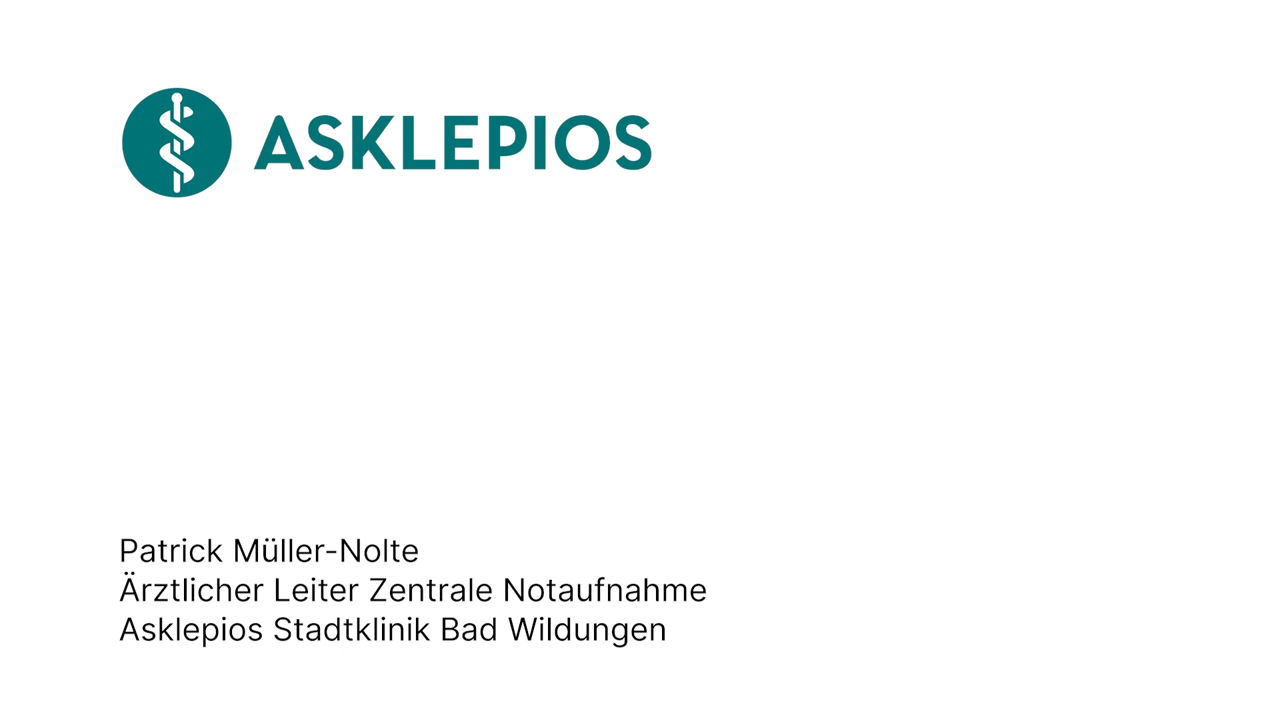 ASKLEPIOS
Patrick Müller-Nolte
Ärztlicher Leiter Zentrale Notaufnahme
Asklepios Stadtklinik Bad Wildungen